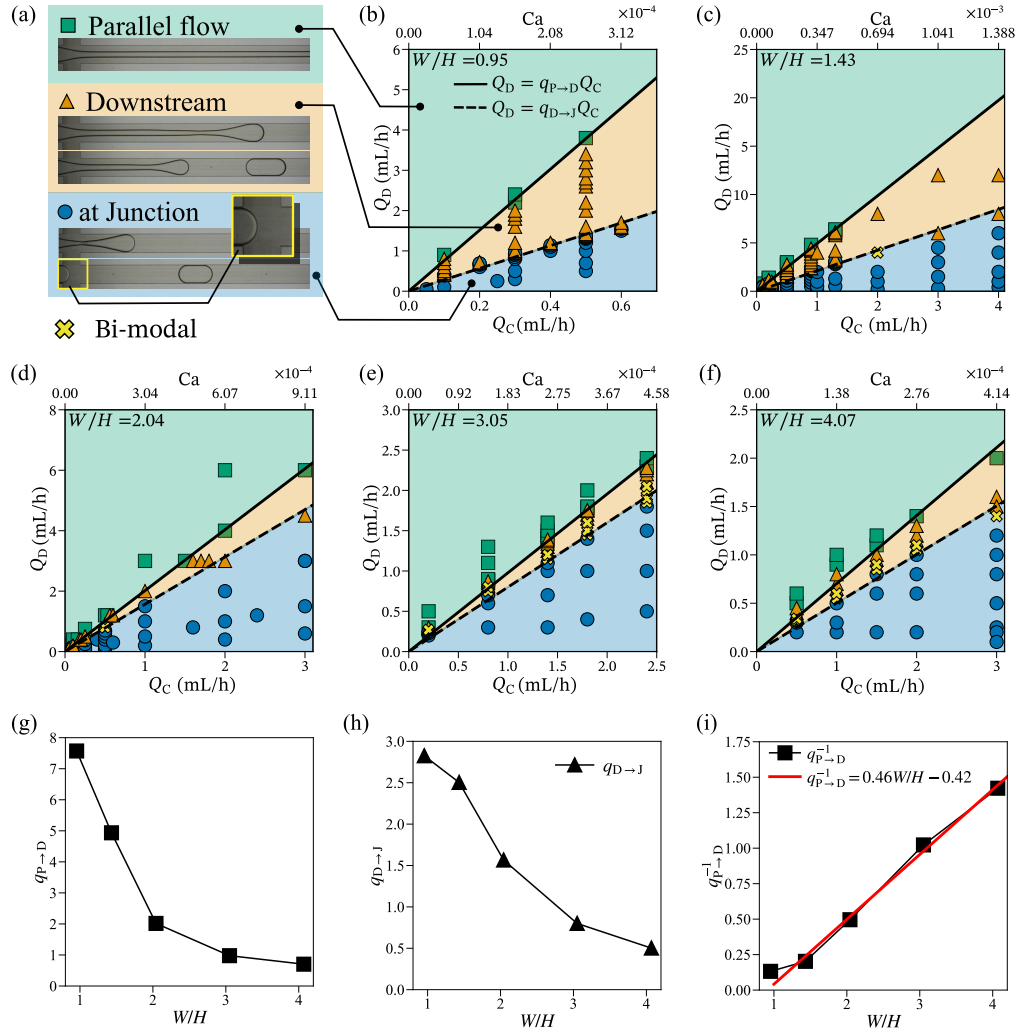 (a)
Parallel flow
Downstream
at Junction
Bi-modal
(b)
Ca
×10⁻⁴
0.00 1.04 2.08 3.12
W/H =0.95
Q_D = q_P→D Q_C
Q_D = q_D→J Q_C
Q_D (mL/h)
6
5
4
3
2
1
0
0.0 0.2 0.4 0.6
Q_C (mL/h)
(c)
Ca
×10⁻³
0.000 0.347 0.694 1.041 1.388
W/H =1.43
Q_D (mL/h)
25
20
15
10
5
0
0 1 2 3 4
Q_C (mL/h)
(d)
Ca
×10⁻⁴
0.00 3.04 6.07 9.11
W/H =2.04
Q_D (mL/h)
8
6
4
2
0
0 1 2 3
Q_C (mL/h)
(e)
Ca
×10⁻⁴
0.00 0.92 1.83 2.75 3.67 4.58
W/H =3.05
Q_D (mL/h)
3.0
2.5
2.0
1.5
1.0
0.5
0.0
0.0 0.5 1.0 1.5 2.0 2.5
Q_C (mL/h)
(f)
Ca
×10⁻⁴
0.00 1.38 2.76 4.14
W/H =4.07
Q_D (mL/h)
2.5
2.0
1.5
1.0
0.5
0.0
0 1 2 3
Q_C (mL/h)
(g)
q_P→D
8
7
6
5
4
3
2
1
0
1 2 3 4
W/H
(h)
q_D→J
q_D→J
3.0
2.5
2.0
1.5
1.0
0.5
0.0
1 2 3 4
W/H
(i)
q⁻¹_P→D
q⁻¹_P→D = 0.46W/H − 0.42
q⁻¹_P→D
1.75
1.50
1.25
1.00
0.75
0.50
0.25
0.00
1 2 3 4
W/H